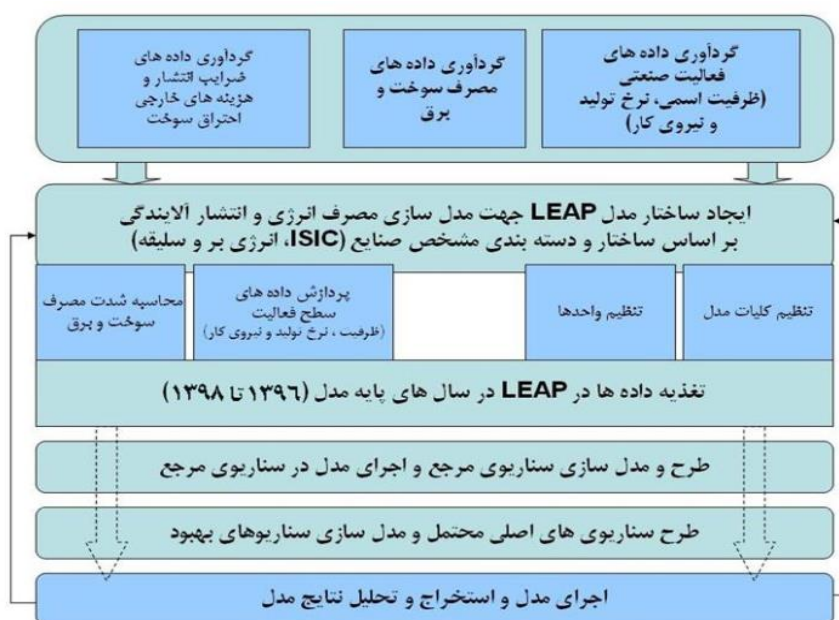 گردآوری داده های
فعالیت صنعتی
(ظرفیت اسمی، نرخ تولید
و نیروی کار)
گردآوری داده های
مصرف سوخت و
برق
گردآوری داده های
ضرایب انتشار و
هزینه های خارجی
احتراق سوخت
ایجاد ساختار مدل LEAP جهت مدل سازی مصرف انرژی و انتشار آلایندگی
بر اساس ساختار و دسته بندی مشخص صنایع (ISIC، انرژی بر و سلیقه)
تنظیم کلیات مدل
تنظیم واحدها
پردازش داده های
سطح فعالیت
(ظرفیت ، نرخ تولید و نیروی کار)
محاسبه شدت مصرف
سوخت و برق
تغذیه داده ها در LEAP در سال های پایه مدل (۱۳۹۶ تا ۱۳۹۸)
طرح و مدل سازی سناریوی مرجع و اجرای مدل در سناریوی مرجع
طرح سناریوی های اصلی محتمل و مدل سازی سناریوهای بهبود
اجرای مدل و استخراج و تحلیل نتایج مدل